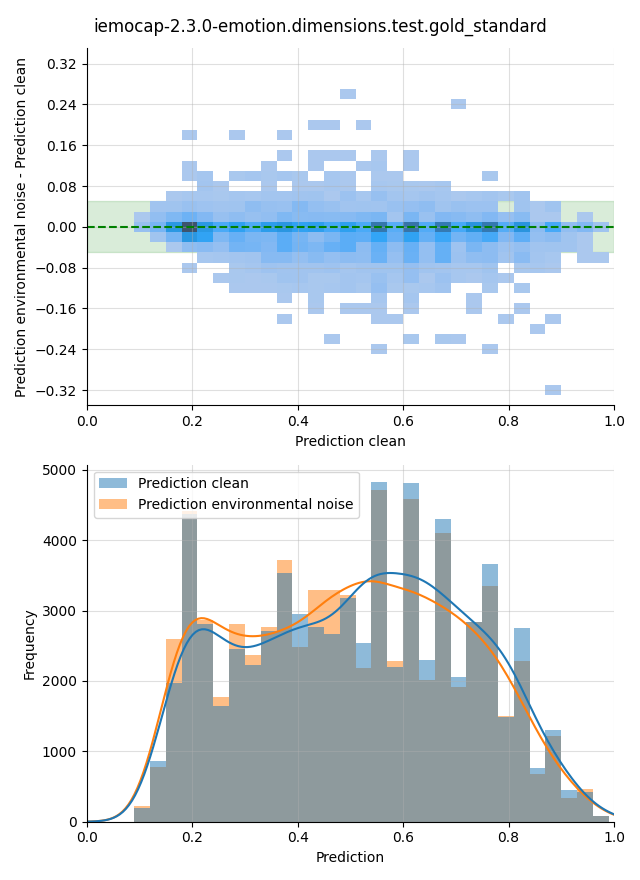 iemocap-2.3.0-emotion.dimensions.test.gold_standard
Prediction environmental noise - Prediction clean
0.32
0.24
0.16
0.08
0.00
−0.08
−0.16
−0.24
−0.32
0.0 0.2 0.4 0.6 0.8 1.0
Prediction clean
Frequency
5000
4000
3000
2000
1000
0
Prediction clean
Prediction environmental noise
0.0 0.2 0.4 0.6 0.8 1.0
Prediction